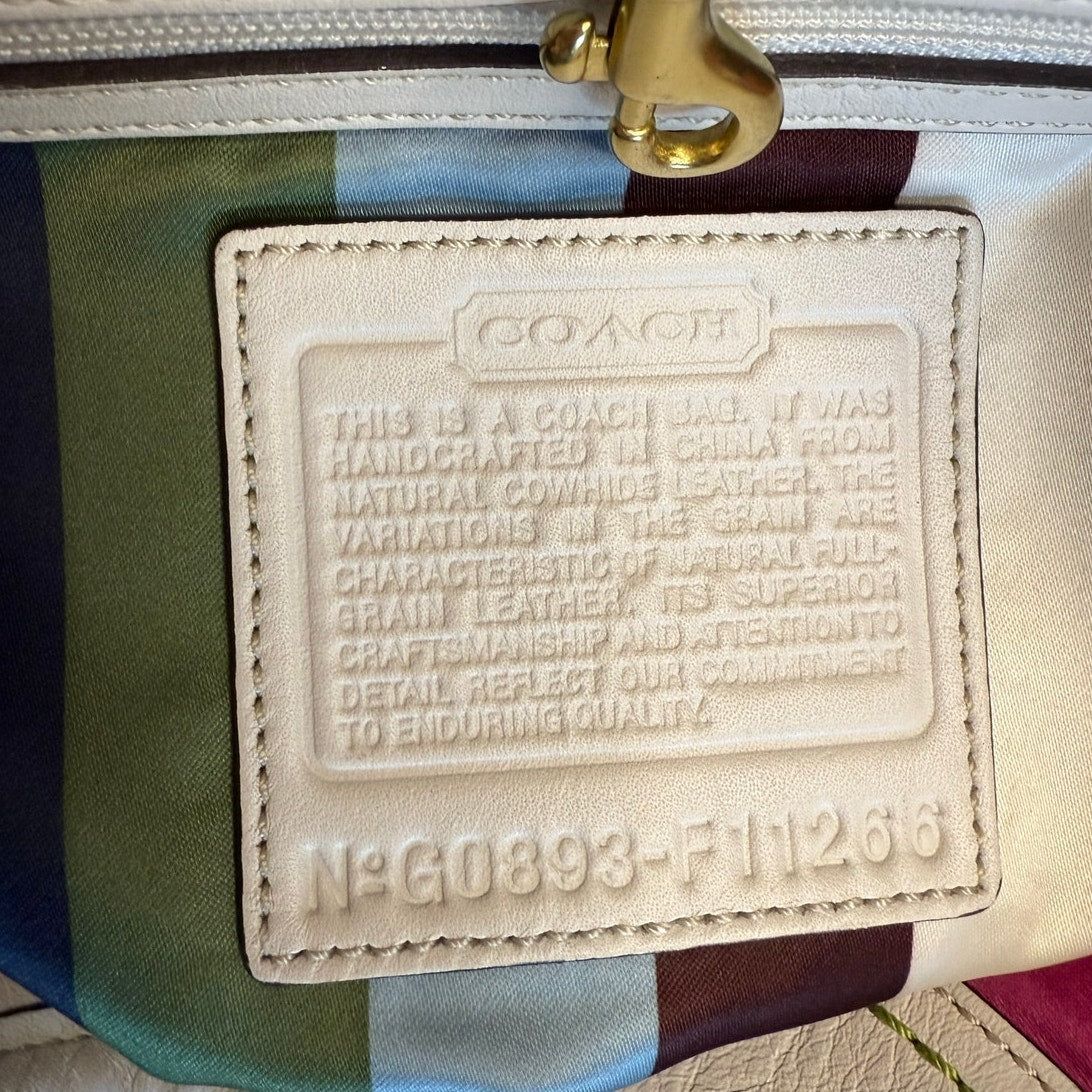 COACH
THIS IS A COACH BAG. IT WAS
HANDCRAFTED IN CHINA FROM
NATURAL COWHIDE LEATHER. THE
VARIATIONS IN THE GRAIN ARE
CHARACTERISTIC OF NATURAL FULL-
GRAIN LEATHER. ITS SUPERIOR
CRAFTSMANSHIP AND ATTENTION TO
DETAIL REFLECT OUR COMMITMENT
TO ENDURING QUALITY.
Nº G0893-F11266